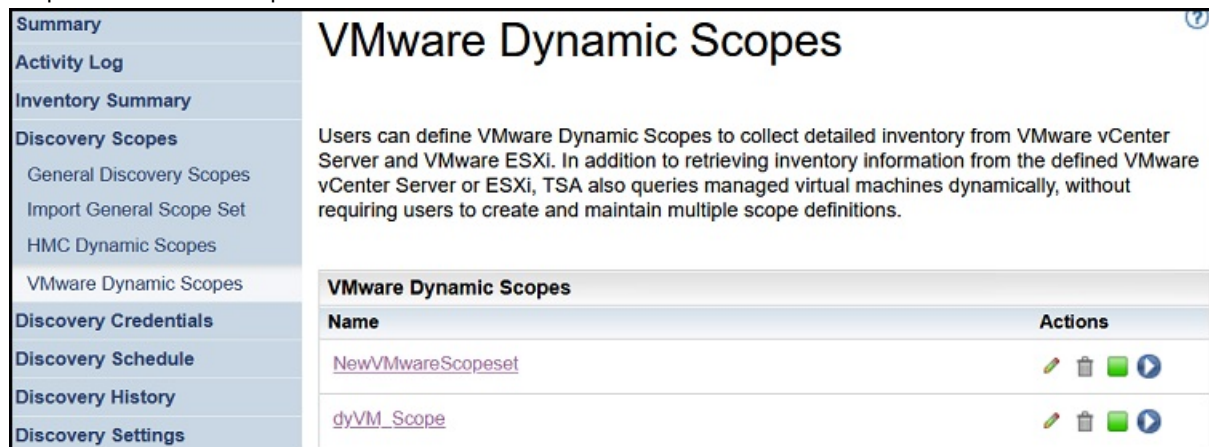 Summary
Activity Log
Inventory Summary
Discovery Scopes
General Discovery Scopes
Import General Scope Set
HMC Dynamic Scopes
VMware Dynamic Scopes
Discovery Credentials
Discovery Schedule
Discovery History
Discovery Settings
?
VMware Dynamic Scopes
Users can define VMware Dynamic Scopes to collect detailed inventory from VMware vCenter
Server and VMware ESXi. In addition to retrieving inventory information from the defined VMware
vCenter Server or ESXi, TSA also queries managed virtual machines dynamically, without
requiring users to create and maintain multiple scope definitions.
VMware Dynamic Scopes
Name Actions
NewVMwareScopeset
dyVM_Scope